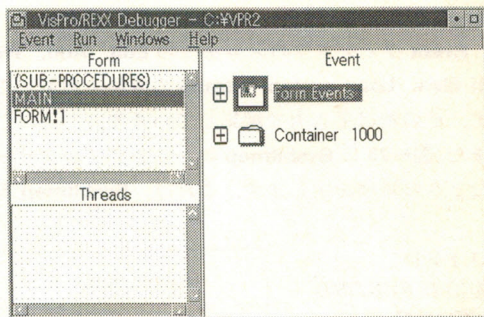 VisPro/REXX Debugger - C:¥VPR2
Event Run Windows Help
Form
(SUB-PROCEDURES)
MAIN
FORM!1
Threads
Event
Form Events
Container 1000